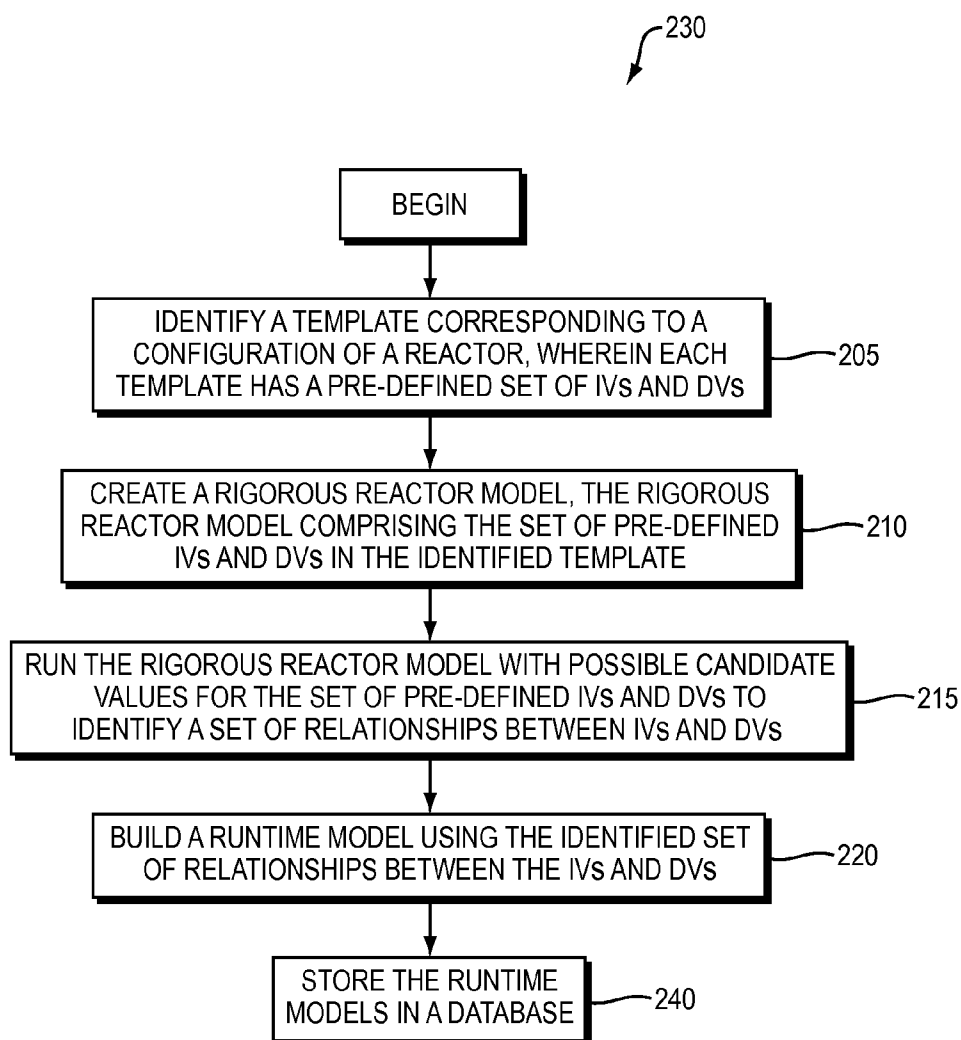 230
BEGIN
IDENTIFY A TEMPLATE CORRESPONDING TO A
CONFIGURATION OF A REACTOR, WHEREIN EACH
TEMPLATE HAS A PRE-DEFINED SET OF IVs AND DVs
205
CREATE A RIGOROUS REACTOR MODEL, THE RIGOROUS
REACTOR MODEL COMPRISING THE SET OF PRE-DEFINED
IVs AND DVs IN THE IDENTIFIED TEMPLATE
210
RUN THE RIGOROUS REACTOR MODEL WITH POSSIBLE CANDIDATE
VALUES FOR THE SET OF PRE-DEFINED IVs AND DVs TO
IDENTIFY A SET OF RELATIONSHIPS BETWEEN IVs AND DVs
215
BUILD A RUNTIME MODEL USING THE IDENTIFIED SET
OF RELATIONSHIPS BETWEEN THE IVs AND DVs
220
STORE THE RUNTIME
MODELS IN A DATABASE
240